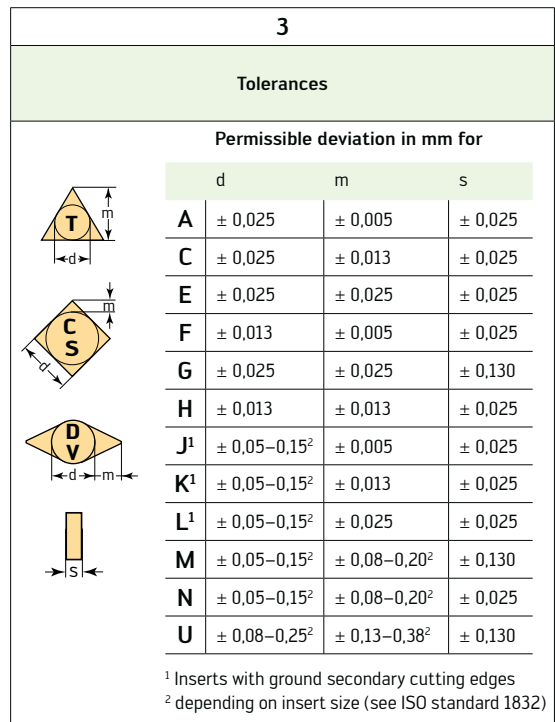 3
Tolerances
Permissible deviation in mm for
d m s
A ± 0,025 ± 0,005 ± 0,025
C ± 0,025 ± 0,013 ± 0,025
E ± 0,025 ± 0,025 ± 0,025
F ± 0,013 ± 0,005 ± 0,025
G ± 0,025 ± 0,025 ± 0,130
H ± 0,013 ± 0,013 ± 0,025
J¹ ± 0,05–0,15² ± 0,005 ± 0,025
K¹ ± 0,05–0,15² ± 0,013 ± 0,025
L¹ ± 0,05–0,15² ± 0,025 ± 0,025
M ± 0,05–0,15² ± 0,08–0,20² ± 0,130
N ± 0,05–0,15² ± 0,08–0,20² ± 0,025
U ± 0,08–0,25² ± 0,13–0,38² ± 0,130
¹ Inserts with ground secondary cutting edges
² depending on insert size (see ISO standard 1832)
T
m
d
m
C
S
d
D
V
d m
s